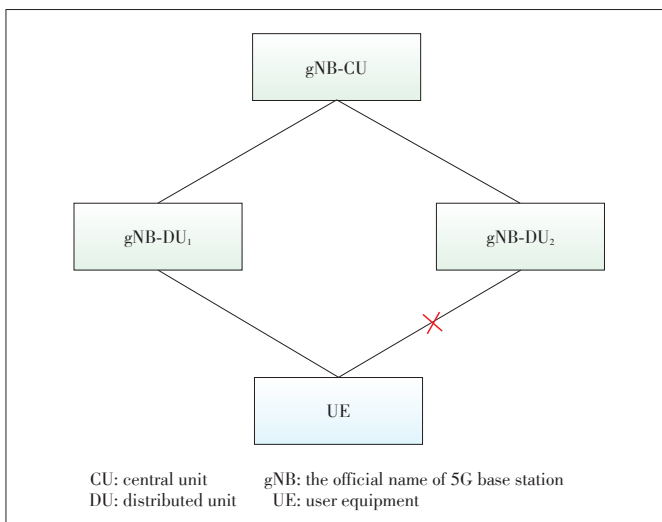 gNB-CU
gNB-DU₁ gNB-DU₂
UE
CU: central unit gNB: the official name of 5G base station
DU: distributed unit UE: user equipment